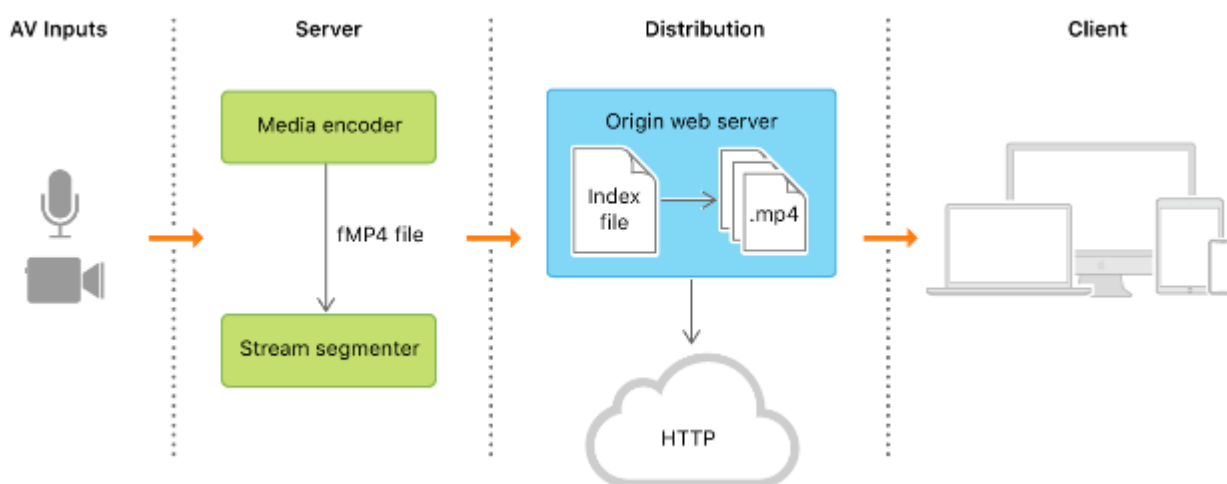 AV Inputs
Server
Distribution
Client
Media encoder
fMP4 file
Stream segmenter
Origin web server
Index
file
.mp4
HTTP